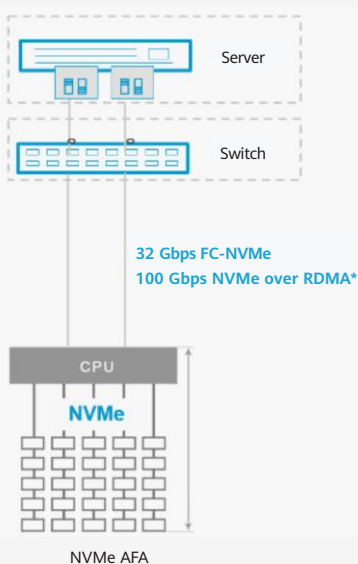 Server
Switch
32 Gbps FC-NVMe
100 Gbps NVMe over RDMA*
CPU
NVMe
NVMe AFA